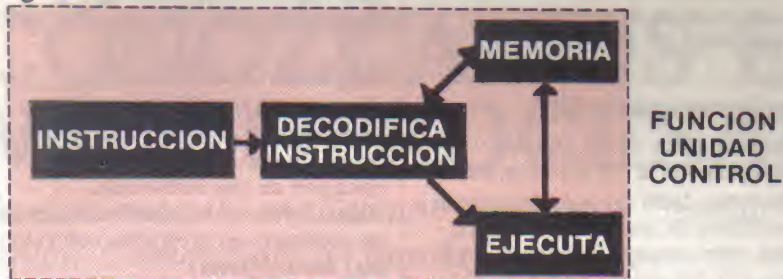 MEMORIA
INSTRUCCION
DECODIFICA
INSTRUCCION
EJECUTA
FUNCION
UNIDAD
CONTROL